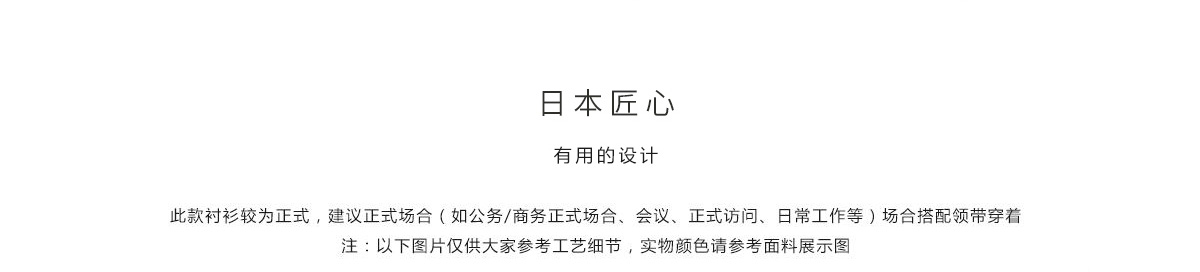 日本匠心
有用的设计
此款衬衫较为正式，建议正式场合（如公务/商务正式场合、会议、正式访问、日常工作等）场合搭配领带穿着
注：以下图片仅供大家参考工艺细节，实物颜色请参考面料展示图